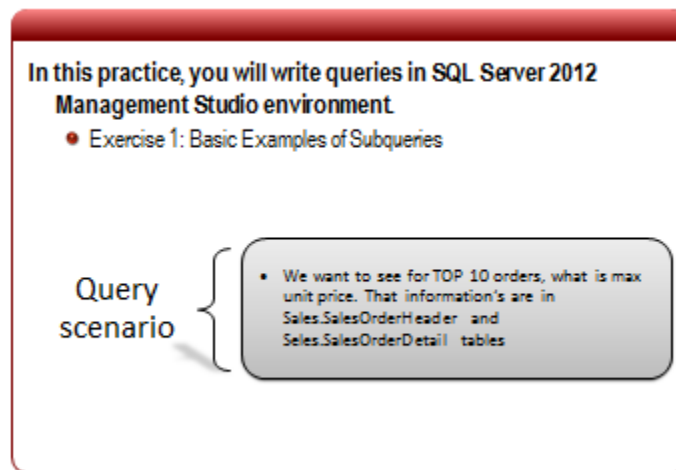 In this practice, you will write queries in SQL Server 2012
Management Studio environment.
Exercise 1: Basic Examples of Subqueries
Query
scenario
• We want to see for TOP 10 orders, what is max
unit price. That information's are in
Sales.SalesOrderHeader and
Seles.SalesOrderDetail tables